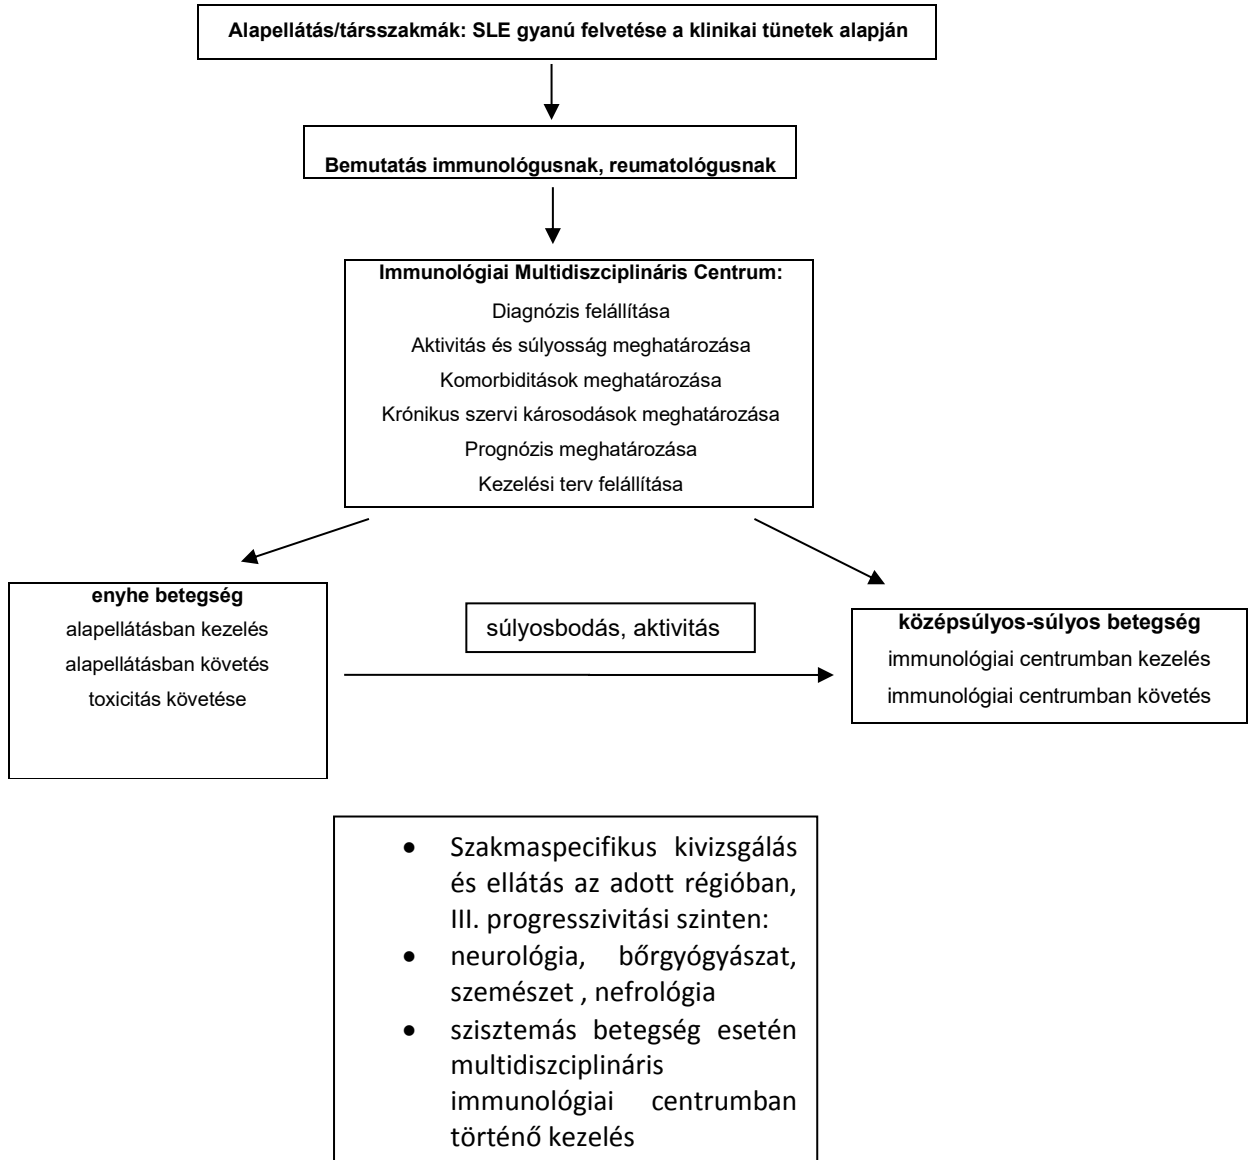 Alapellátás/társszakmák: SLE gyanú felvetése a klinikai tünetek alapján
Bemutatás immunológusnak, reumatológusnak
Immunológiai Multidiszciplináris Centrum:
Diagnózis felállítása
Aktivitás és súlyosság meghatározása
Komorbiditások meghatározása
Krónikus szervi károsodások meghatározása
Prognózis meghatározása
Kezelési terv felállítása
enyhe betegség
alapellátásban kezelés
alapellátásban követés
toxicitás követése
súlyosbodás, aktivitás
középsúlyos-súlyos betegség
immunológiai centrumban kezelés
immunológiai centrumban követés
• Szakmaspecifikus kivizsgálás
és ellátás az adott régióban,
III. progresszivitási szinten:
• neurológia, bőrgyógyászat,
szemészet , nefrológia
• szisztemás betegség esetén
multidiszciplináris
immunológiai centrumban
történő kezelés